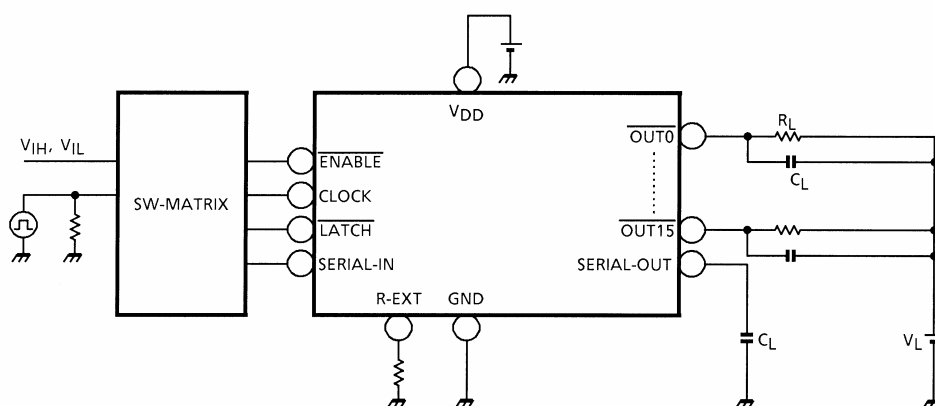 VDD
VIH, VIL
SW-MATRIX
ENABLE
CLOCK
LATCH
SERIAL-IN
R-EXT
GND
OUT0
OUT15
SERIAL-OUT
RL
CL
CL
VL